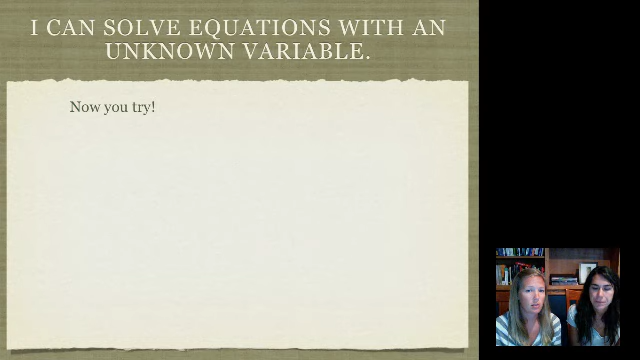 I CAN SOLVE EQUATIONS WITH AN
UNKNOWN VARIABLE.
Now you try!